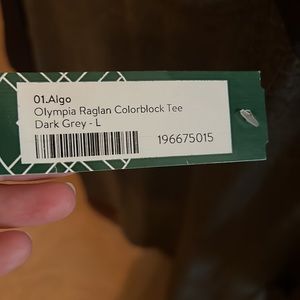 01.Algo
Olympia Raglan Colorblock Tee
Dark Grey - L
196675015